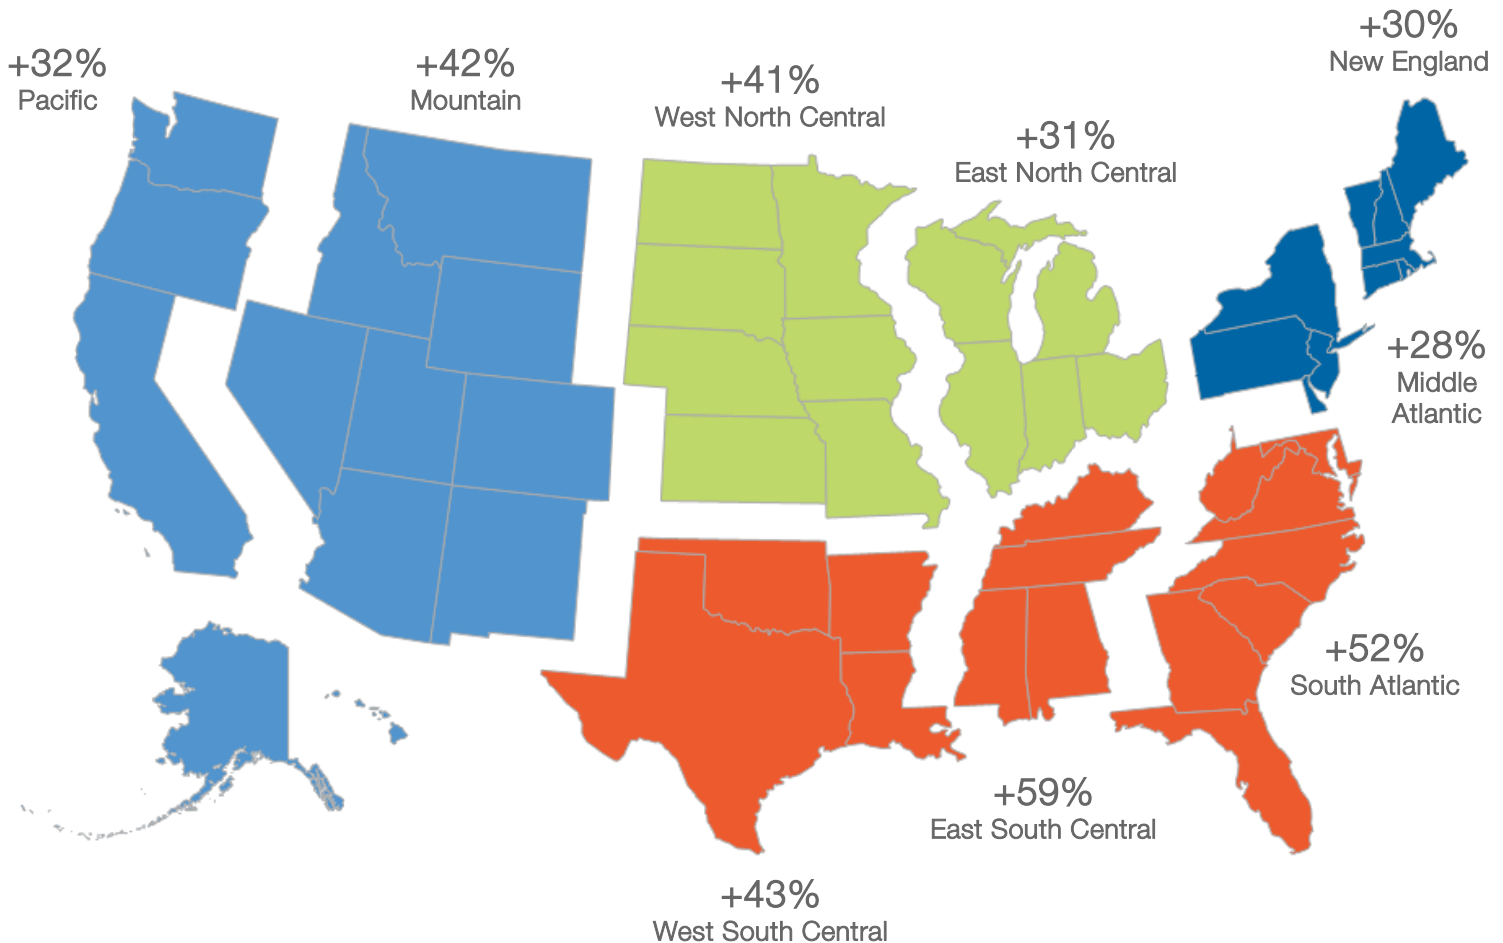 +30%
New England
+32%
Pacific
+42%
Mountain
+41%
West North Central
+31%
East North Central
+28%
Middle
Atlantic
+52%
South Atlantic
+59%
East South Central
+43%
West South Central